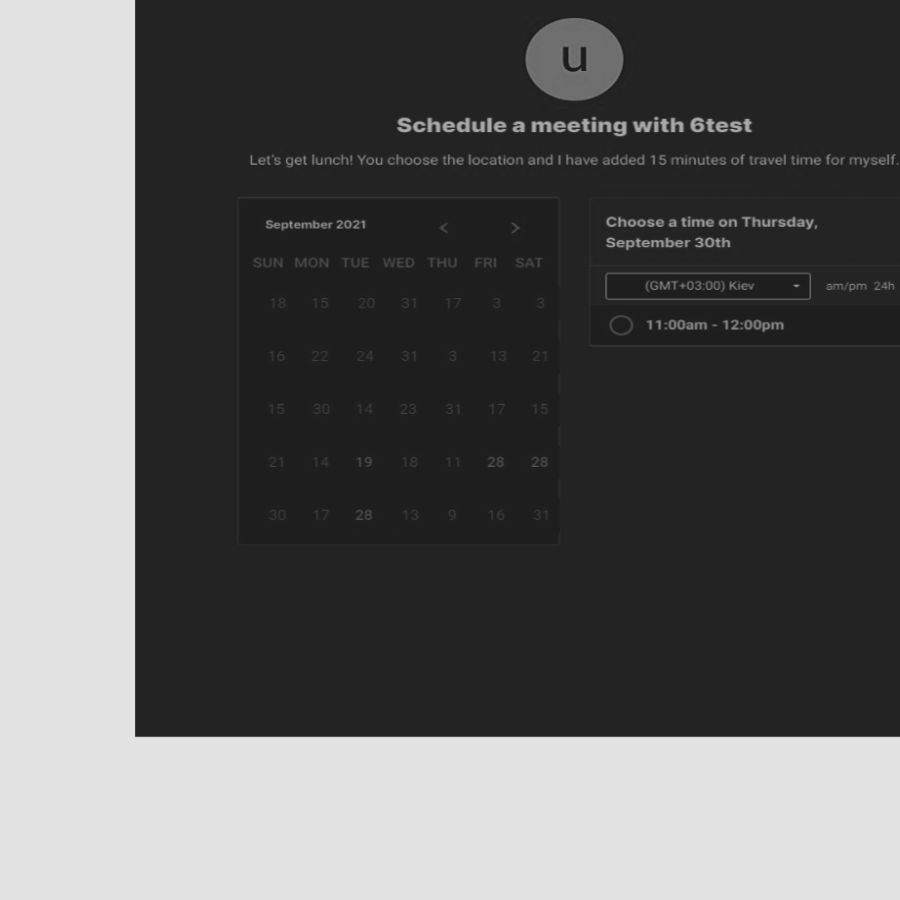 u
Schedule a meeting with 6test
Let's get lunch! You choose the location and I have added 15 minutes of travel time for myself.
September 2021 < >
SUN MON TUE WED THU FRI SAT
18 15 20 31 17 3 3
16 22 24 31 3 13 21
15 30 14 23 31 17 15
21 14 19 18 11 28 28
30 17 28 13 9 16 31
Choose a time on Thursday,
September 30th
(GMT+03:00) Kiev am/pm 24h
11:00am - 12:00pm